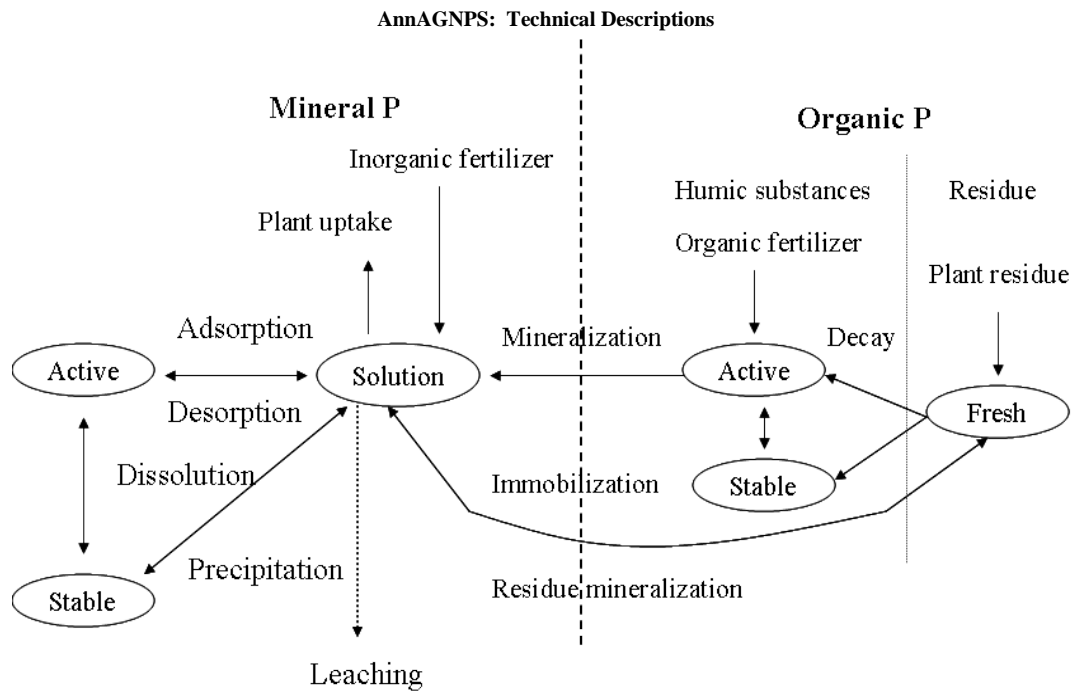 AnnAGNPS: Technical Descriptions
Mineral P
Organic P
Inorganic fertilizer
Humic substances
Residue
Plant uptake
Organic fertilizer
Plant residue
Adsorption
Mineralization
Decay
Active
Solution
Active
Desorption
Fresh
Dissolution
Immobilization
Stable
Precipitation
Residue mineralization
Stable
Leaching